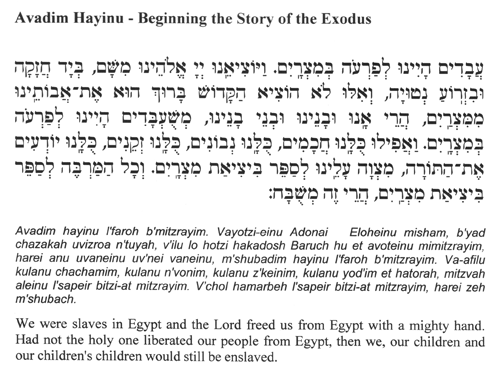 Avadim Hayinu - Beginning the Story of the Exodus
עֲבָדִים הָיִינוּ לְפַרְעֹה בְּמִצְרָיִם. וַיּוֹצִיאֵנוּ יְיָ אֱלֹהֵינוּ מִשָּׁם, בְּיָד חֲזָקָה
וּבִזְרוֹעַ נְטוּיָה, וְאִלּוּ לֹא הוֹצִיא הַקָּדוֹשׁ בָּרוּךְ הוּא אֶת־אֲבוֹתֵינוּ
מִמִּצְרַיִם, הֲרֵי אָנוּ וּבָנֵינוּ וּבְנֵי בָנֵינוּ, מְשֻׁעְבָּדִים הָיִינוּ לְפַרְעֹה
בְּמִצְרָיִם. וַאֲפִילוּ כֻּלָּנוּ חֲכָמִים, כֻּלָּנוּ נְבוֹנִים, כֻּלָּנוּ זְקֵנִים, כֻּלָּנוּ יוֹדְעִים
אֶת־הַתּוֹרָה, מִצְוָה עָלֵינוּ לְסַפֵּר בִּיצִיאַת מִצְרָיִם. וְכָל הַמַּרְבֶּה לְסַפֵּר
בִּיצִיאַת מִצְרַיִם, הֲרֵי זֶה מְשֻׁבָּח:
Avadim hayinu l'faroh b'mitzrayim. Vayotzi-einu Adonai Eloheinu misham, b'yad
chazakah uvizroa n'tuyah, v'ilu lo hotzi hakadosh Baruch hu et avoteinu mimitzrayim,
harei anu uvaneinu uv'nei vaneinu, m'shubadim hayinu l'faroh b'mitzrayim. Va-afilu
kulanu chachamim, kulanu n'vonim, kulanu z'keinim, kulanu yod'im et hatorah, mitzvah
aleinu l'sapeir bitzi-at mitzrayim. V'chol hamarbeh l'sapeir bitzi-at mitzrayim, harei zeh
m'shubach.
We were slaves in Egypt and the Lord freed us from Egypt with a mighty hand.
Had not the holy one liberated our people from Egypt, then we, our children and
our children's children would still be enslaved.